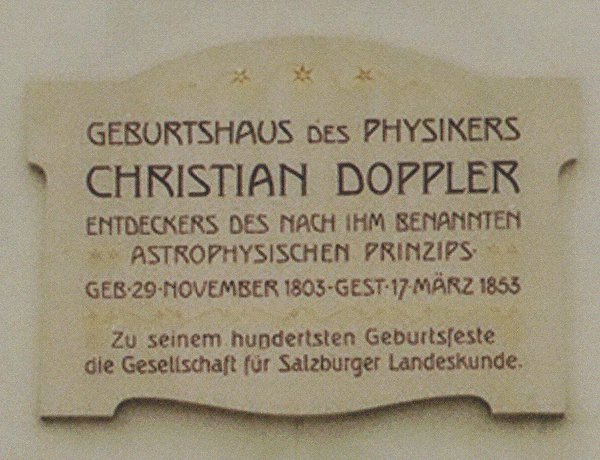 GEBURTSHAUS DES PHYSIKERS
CHRISTIAN DOPPLER
ENTDECKERS DES NACH IHM BENANNTEN
ASTROPHYSISCHEN PRINZIPS·
GEB·29·NOVEMBER 1803-GEST·17·MÄRZ 1853
Zu seinem hundertsten Geburtsfeste
die Gesellschaft für Salzburger Landeskunde.